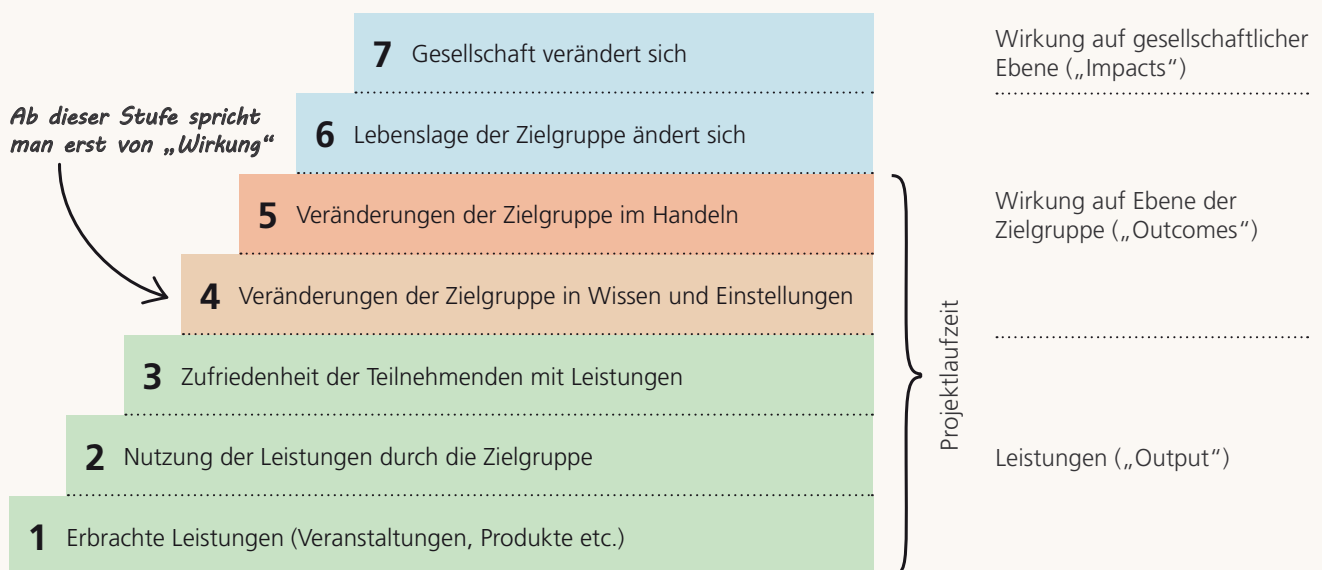 7 Gesellschaft verändert sich
Wirkung auf gesellschaftlicher
Ebene („Impacts“)
Ab dieser Stufe spricht
man erst von „Wirkung“
6 Lebenslage der Zielgruppe ändert sich
5 Veränderungen der Zielgruppe im Handeln
Wirkung auf Ebene der
Zielgruppe („Outcomes“)
4 Veränderungen der Zielgruppe in Wissen und Einstellungen
Projektlaufzeit
3 Zufriedenheit der Teilnehmenden mit Leistungen
2 Nutzung der Leistungen durch die Zielgruppe
Leistungen („Output“)
1 Erbrachte Leistungen (Veranstaltungen, Produkte etc.)